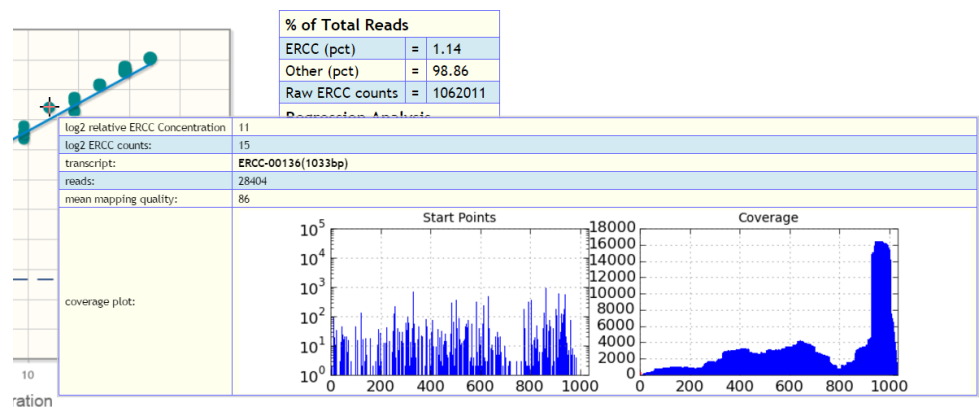 % of Total Reads
ERCC (pct) = 1.14
Other (pct) = 98.86
Raw ERCC counts = 1062011
Regression Analysis
log2 relative ERCC Concentration 11
log2 ERCC counts: 15
transcript: ERCC-00136(1033bp)
reads: 28404
mean mapping quality: 86
coverage plot:
Start Points
10^5
10^4
10^3
10^2
10^1
10^0
0 200 400 600 800 1000
Coverage
18000
16000
14000
12000
10000
8000
6000
4000
2000
0
0 200 400 600 800 1000
10
ration